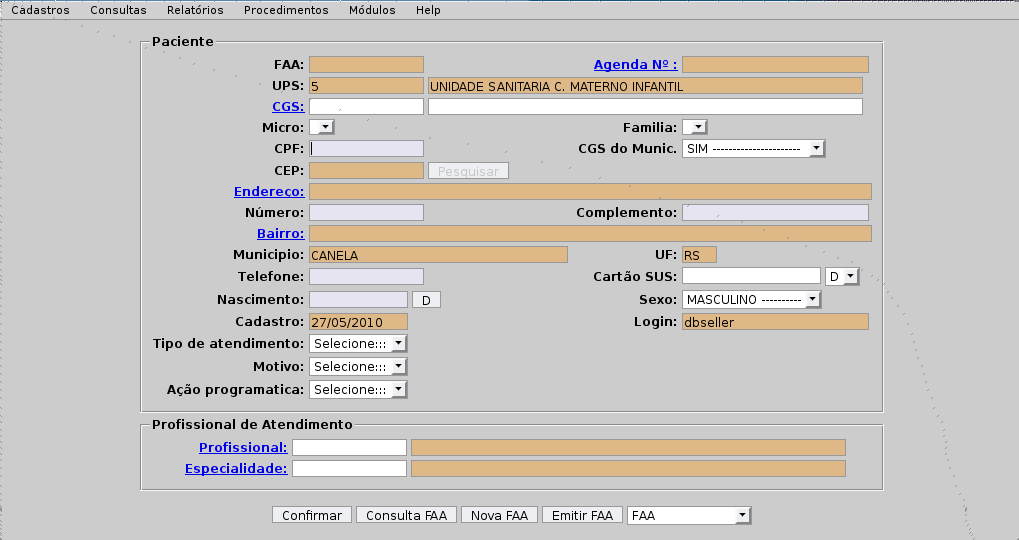 Cadastros Consultas Relatórios Procedimentos Módulos Help
Paciente
FAA: Agenda Nº :
UPS: 5 UNIDADE SANITARIA C. MATERNO INFANTIL
CGS:
Micro: Familia:
CPF: CGS do Munic. SIM ----------------------
CEP: Pesquisar
Endereço:
Número: Complemento:
Bairro:
Municipio: CANELA UF: RS
Telefone: Cartão SUS: D
Nascimento: D Sexo: MASCULINO ----------
Cadastro: 27/05/2010 Login: dbseller
Tipo de atendimento: Selecione:::
Motivo: Selecione:::
Ação programatica: Selecione:::
Profissional de Atendimento
Profissional:
Especialidade:
Confirmar Consulta FAA Nova FAA Emitir FAA FAA